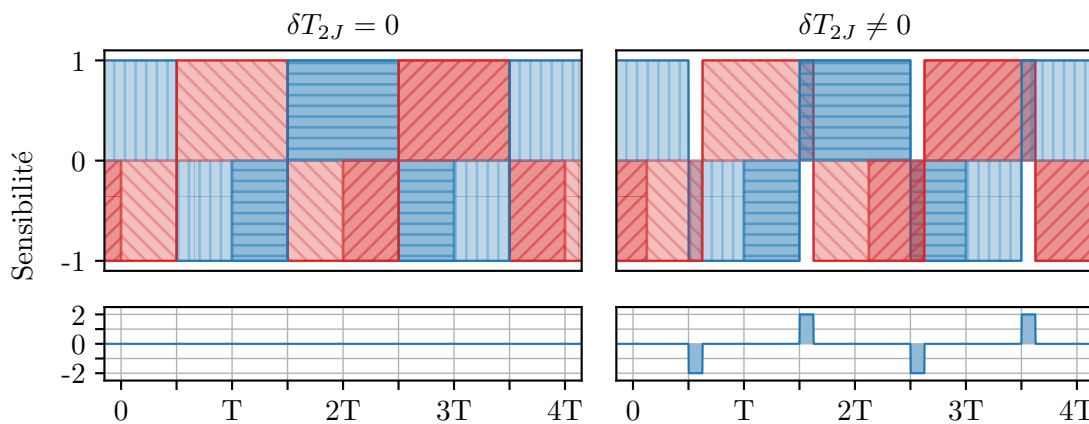 δT₂J = 0
δT₂J ≠ 0
Sensibilité
1
0
-1
2
0
-2
0 T 2T 3T 4T
0 T 2T 3T 4T